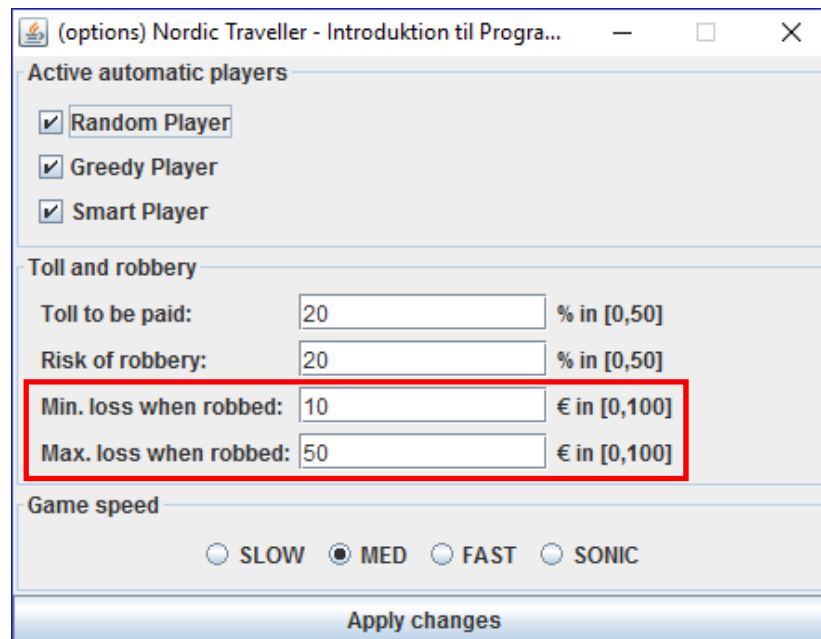 (options) Nordic Traveller - Introduktion til Progra...
Active automatic players
Random Player
Greedy Player
Smart Player
Toll and robbery
Toll to be paid: 20 % in [0,50]
Risk of robbery: 20 % in [0,50]
Min. loss when robbed: 10 € in [0,100]
Max. loss when robbed: 50 € in [0,100]
Game speed
SLOW MED FAST SONIC
Apply changes